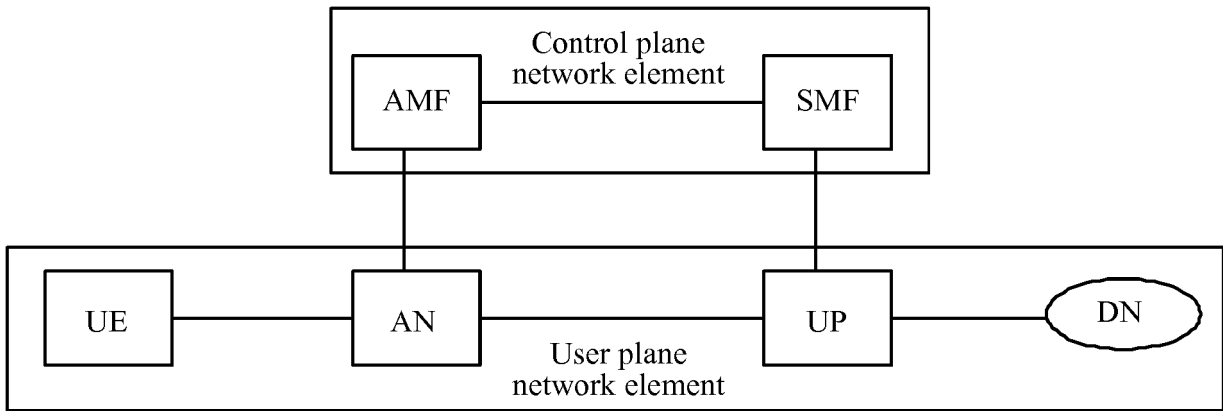 Control plane
network element
AMF
SMF
UE
AN
UP
DN
User plane
network element